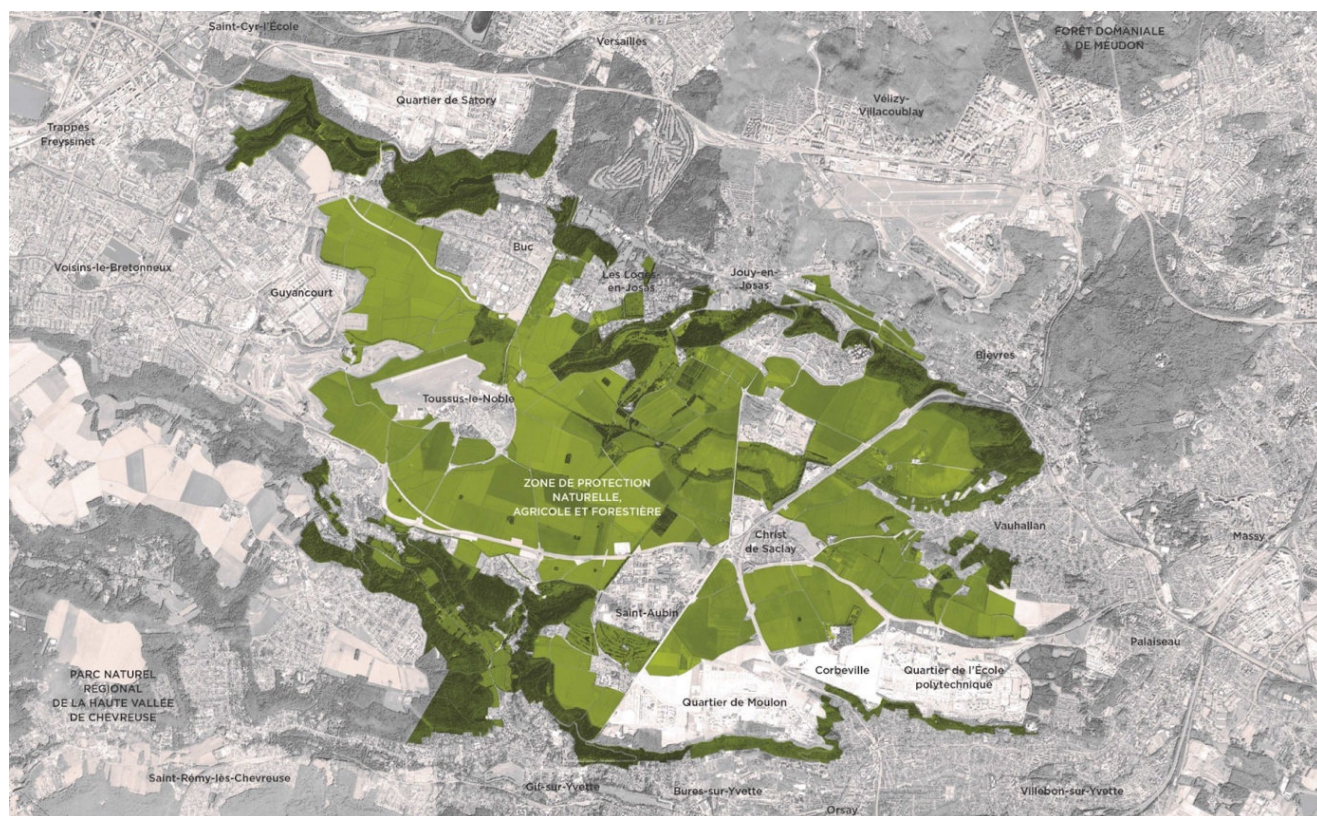 Saint-Cyr-l'École
Versailles
FORÊT DOMANIALE
DE MEUDON
Quartier de Satory
Vélizy-
Villacoublay
Trappes
Freyssinet
Buc
Voisins-le-Bretonneux
Guyancourt
Les Loges-
en-Josas
Jouy-en-
Josas
Bièvres
Toussus-le-Noble
ZONE DE PROTECTION
NATURELLE,
AGRICOLE ET FORESTIÈRE
Christ
de Saclay
Vauhallan
Massy
Saint-Aubin
Palaiseau
PARC NATUREL
RÉGIONAL
DE LA HAUTE VALLÉE
DE CHEVREUSE
Corbeville
Quartier de l'École
polytechnique
Quartier de Moulon
Saint-Rémy-lès-Chevreuse
Gif-sur-Yvette
Bures-sur-Yvette
Orsay
Villebon-sur-Yvette